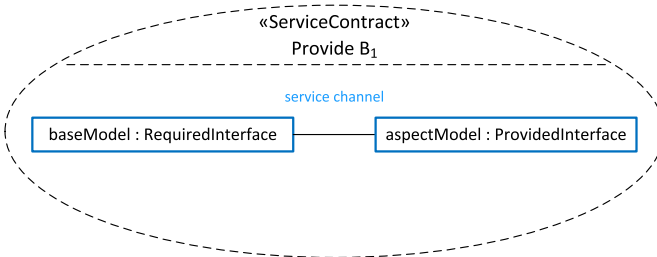 «ServiceContract»
Provide B₁
service channel
baseModel : RequiredInterface
aspectModel : ProvidedInterface